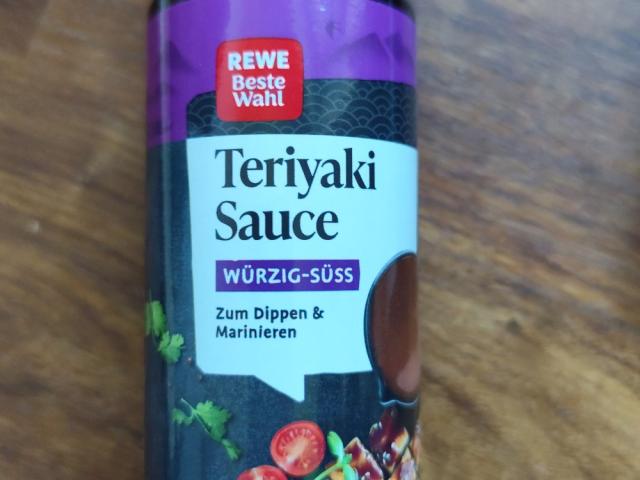 REWE
Beste
Wahl
Teriyaki
Sauce
WÜRZIG-SÜSS
Zum Dippen &
Marinieren